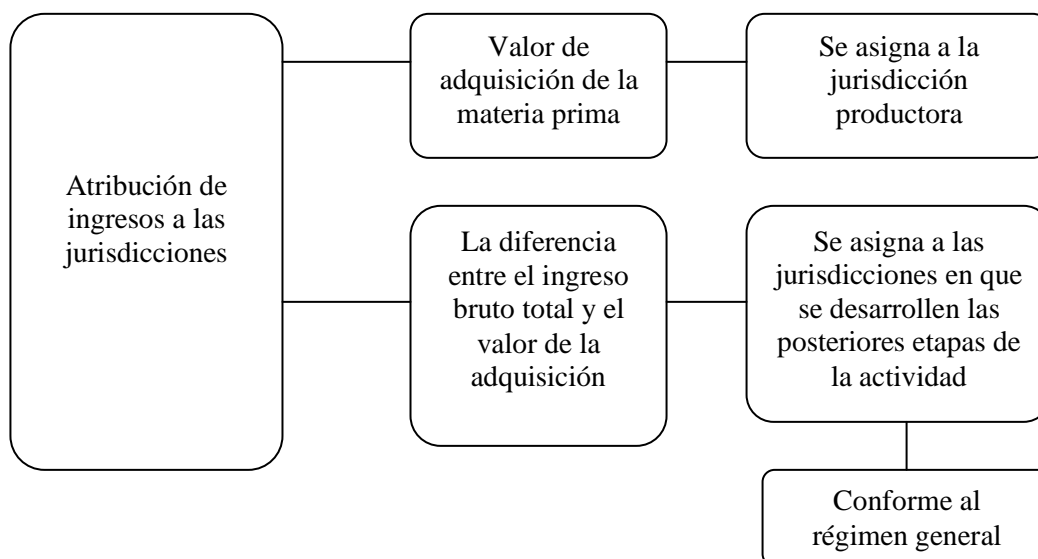 Atribución de
ingresos a las
jurisdicciones
Valor de
adquisición de la
materia prima
Se asigna a la
jurisdicción
productora
La diferencia
entre el ingreso
bruto total y el
valor de la
adquisición
Se asigna a las
jurisdicciones en que
se desarrollen las
posteriores etapas de
la actividad
Conforme al
régimen general